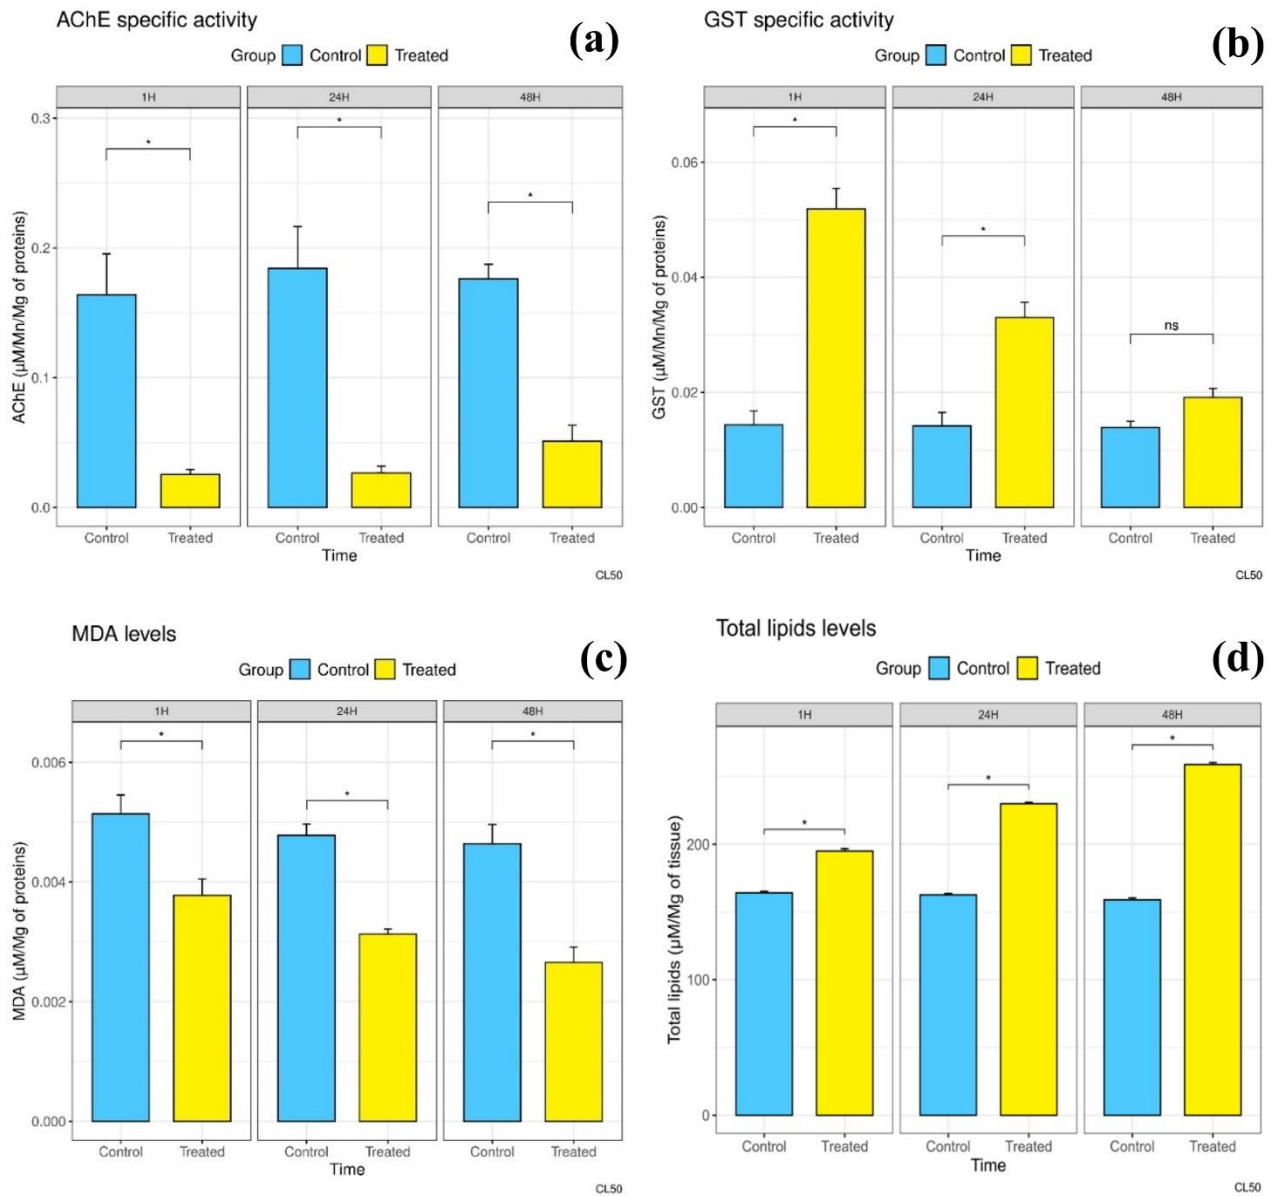 AChE specific activity
(a)
Group Control Treated
1H 24H 48H
AChE (µM/Mn/Mg of proteins)
0.3
0.2
0.1
0.0
* * *
Control Treated Control Treated Control Treated
Time
CL50
GST specific activity
(b)
Group Control Treated
1H 24H 48H
GST (µM/Mn/Mg of proteins)
0.06
0.04
0.02
0.00
* * ns
Control Treated Control Treated Control Treated
Time
CL50
MDA levels
(c)
Group Control Treated
1H 24H 48H
MDA (µM/Mg of proteins)
0.006
0.004
0.002
0.000
* * *
Control Treated Control Treated Control Treated
Time
CL50
Total lipids levels
(d)
Group Control Treated
1H 24H 48H
Total lipids (µM/Mg of tissue)
200
100
0
* * *
Control Treated Control Treated Control Treated
Time
CL50